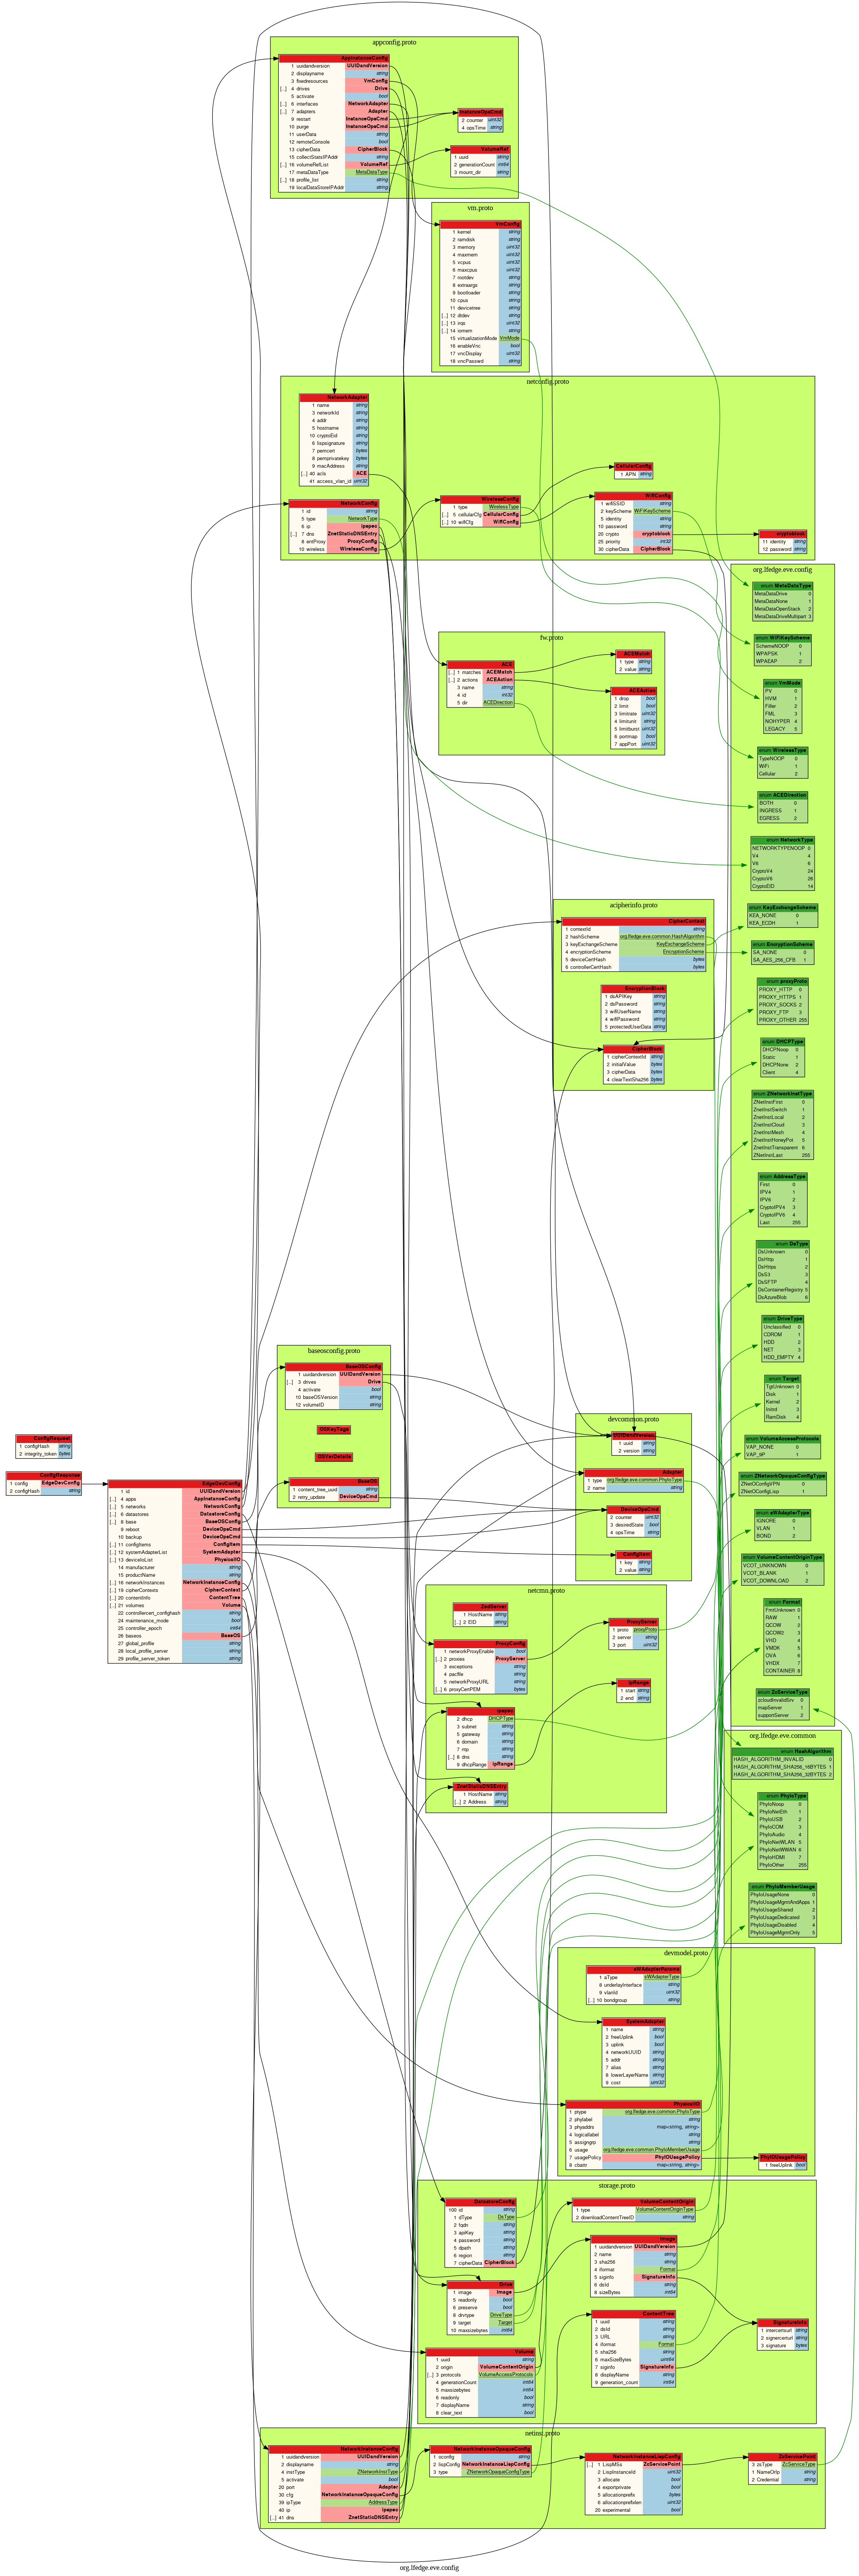 appconfig.proto
AppInstanceConfig
1 uuidandversion UUIDandVersion
2 displayname string
3 fixedresources VmConfig
[...] 4 drives Drive
5 activate bool
[...] 6 interfaces NetworkAdapter
[...] 7 adapters Adapter
9 restart InstanceOpsCmd
10 purge InstanceOpsCmd
11 userData string
12 remoteConsole bool
13 cipherData CipherBlock
15 collectStatsIPAddr string
[...] 16 volumeRefList VolumeRef
17 metaDataType MetaDataType
[...] 18 profile_list string
19 localDataStoreIPAddr string
InstanceOpsCmd
2 counter uint32
4 opsTime string
VolumeRef
1 uuid string
2 generationCount int64
3 mount_dir string
vm.proto
VmConfig
1 kernel string
2 ramdisk string
3 memory uint32
4 maxmem uint32
5 vcpus uint32
6 maxcpus uint32
7 rootdev string
8 extraargs string
9 bootloader string
10 cpus string
11 devicetree string
[...] 12 dtdev string
[...] 13 irqs uint32
[...] 14 iomem string
15 virtualizationMode VmMode
16 enableVnc bool
17 vncDisplay uint32
18 vncPasswd string
netconfig.proto
NetworkAdapter
1 name string
3 networkId string
4 addr string
5 hostname string
10 cryptoEid string
6 lispsignature string
7 pemcert bytes
8 pemprivatekey bytes
9 macAddress string
[...] 40 acls ACE
41 access_vlan_id uint32
NetworkConfig
1 id string
5 type NetworkType
6 ip ipspec
[...] 7 dns ZnetStaticDNSEntry
8 entProxy ProxyConfig
10 wireless WirelessConfig
WirelessConfig
1 type WirelessType
[...] 5 cellularCfg CellularConfig
[...] 10 wifiCfg WifiConfig
CellularConfig
1 APN string
WifiConfig
1 wifiSSID string
2 keyScheme WiFiKeyScheme
5 identity string
10 password string
20 crypto cryptoblock
25 priority int32
30 cipherData CipherBlock
cryptoblock
11 identity string
12 password string
org.lfedge.eve.config
enum MetaDataType
MetaDataDrive 0
MetaDataNone 1
MetaDataOpenStack 2
MetaDataDriveMultipart 3
enum WiFiKeyScheme
SchemeNOOP 0
WPAPSK 1
WPAEAP 2
enum VmMode
PV 0
HVM 1
Filler 2
FML 3
NOHYPER 4
LEGACY 5
enum WirelessType
TypeNOOP 0
WiFi 1
Cellular 2
enum ACEDirection
BOTH 0
INGRESS 1
EGRESS 2
enum NetworkType
NETWORKTYPENOOP 0
V4 4
V6 6
CryptoV4 24
CryptoV6 26
CryptoEID 14
enum KeyExchangeScheme
KEA_NONE 0
KEA_ECDH 1
enum EncryptionScheme
SA_NONE 0
SA_AES_256_CFB 1
enum proxyProto
PROXY_HTTP 0
PROXY_HTTPS 1
PROXY_SOCKS 2
PROXY_FTP 3
PROXY_OTHER 255
enum DHCPType
DHCPNoop 0
Static 1
DHCPNone 2
Client 4
enum ZNetworkInstType
ZNetInstFirst 0
ZnetInstSwitch 1
ZnetInstLocal 2
ZnetInstCloud 3
ZnetInstMesh 4
ZnetInstHoneyPot 5
ZnetInstTransparent 6
ZNetInstLast 255
enum AddressType
First 0
IPV4 1
IPV6 2
CryptoIPV4 3
CryptoIPV6 4
Last 255
enum DsType
DsUnknown 0
DsHttp 1
DsHttps 2
DsS3 3
DsSFTP 4
DsContainerRegistry 5
DsAzureBlob 6
enum DriveType
Unclassified 0
CDROM 1
HDD 2
NET 3
HDD_EMPTY 4
enum Target
TgtUnknown 0
Disk 1
Kernel 2
Initrd 3
RamDisk 4
enum VolumeAccessProtocols
VAP_NONE 0
VAP_9P 1
enum ZNetworkOpaqueConfigType
ZNetOConfigVPN 0
ZNetOConfigLisp 1
enum sWAdapterType
IGNORE 0
VLAN 1
BOND 2
enum VolumeContentOriginType
VCOT_UNKNOWN 0
VCOT_BLANK 1
VCOT_DOWNLOAD 2
enum Format
FmtUnknown 0
RAW 1
QCOW 2
QCOW2 3
VHD 4
VMDK 5
OVA 6
VHDX 7
CONTAINER 8
enum ZcServiceType
zcloudInvalidSrv 0
mapServer 1
supportServer 2
fw.proto
ACE
[...] 1 matches ACEMatch
[...] 2 actions ACEAction
3 name string
4 id int32
5 dir ACEDirection
ACEMatch
1 type string
2 value string
ACEAction
1 drop bool
2 limit bool
3 limitrate uint32
4 limitunit string
5 limitburst uint32
6 portmap bool
7 appPort uint32
acipherinfo.proto
CipherContext
1 contextId string
2 hashScheme org.lfedge.eve.common.HashAlgorithm
3 keyExchangeScheme KeyExchangeScheme
4 encryptionScheme EncryptionScheme
5 deviceCertHash bytes
6 controllerCertHash bytes
EncryptionBlock
1 dsAPIKey string
2 dsPassword string
3 wifiUserName string
4 wifiPassword string
5 protectedUserData string
CipherBlock
1 cipherContextId string
2 initialValue bytes
3 cipherData bytes
4 clearTextSha256 bytes
baseosconfig.proto
BaseOSConfig
1 uuidandversion UUIDandVersion
[...] 3 drives Drive
4 activate bool
10 baseOSVersion string
12 volumeID string
OSKeyTags
OSVerDetails
BaseOS
1 content_tree_uuid string
2 retry_update DeviceOpsCmd
devcommon.proto
UUIDandVersion
1 uuid string
2 version string
Adapter
1 type org.lfedge.eve.common.PhyIoType
2 name string
DeviceOpsCmd
2 counter uint32
3 desiredState bool
4 opsTime string
ConfigItem
1 key string
2 value string
ConfigRequest
1 configHash string
2 integrity_token bytes
ConfigResponse
1 config EdgeDevConfig
2 configHash string
EdgeDevConfig
1 id UUIDandVersion
[...] 4 apps AppInstanceConfig
[...] 5 networks NetworkConfig
[...] 6 datastores DatastoreConfig
[...] 8 base BaseOSConfig
9 reboot DeviceOpsCmd
10 backup DeviceOpsCmd
[...] 11 configItems ConfigItem
[...] 12 systemAdapterList SystemAdapter
[...] 13 deviceIoList PhysicalIO
14 manufacturer string
15 productName string
[...] 16 networkInstances NetworkInstanceConfig
[...] 19 cipherContexts CipherContext
[...] 20 contentInfo ContentTree
[...] 21 volumes Volume
22 controllercert_confighash string
24 maintenance_mode bool
25 controller_epoch int64
26 baseos BaseOS
27 global_profile string
28 local_profile_server string
29 profile_server_token string
netcmn.proto
ZedServer
1 HostName string
[...] 2 EID string
ProxyConfig
1 networkProxyEnable bool
[...] 2 proxies ProxyServer
3 exceptions string
4 pacfile string
5 networkProxyURL string
[...] 6 proxyCertPEM bytes
ProxyServer
1 proto proxyProto
2 server string
3 port uint32
ipRange
1 start string
2 end string
ipspec
2 dhcp DHCPType
3 subnet string
5 gateway string
6 domain string
7 ntp string
[...] 8 dns string
9 dhcpRange ipRange
ZnetStaticDNSEntry
1 HostName string
[...] 2 Address string
org.lfedge.eve.common
enum HashAlgorithm
HASH_ALGORITHM_INVALID 0
HASH_ALGORITHM_SHA256_16BYTES 1
HASH_ALGORITHM_SHA256_32BYTES 2
enum PhyIoType
PhyIoNoop 0
PhyIoNetEth 1
PhyIoUSB 2
PhyIoCOM 3
PhyIoAudio 4
PhyIoNetWLAN 5
PhyIoNetWWAN 6
PhyIoHDMI 7
PhyIoOther 255
enum PhyIoMemberUsage
PhyIoUsageNone 0
PhyIoUsageMgmtAndApps 1
PhyIoUsageShared 2
PhyIoUsageDedicated 3
PhyIoUsageDisabled 4
PhyIoUsageMgmtOnly 5
devmodel.proto
sWAdapterParams
1 aType sWAdapterType
8 underlayInterface string
9 vlanId uint32
[...] 10 bondgroup string
SystemAdapter
1 name string
2 freeUplink bool
3 uplink bool
4 networkUUID string
5 addr string
7 alias string
8 lowerLayerName string
9 cost uint32
PhysicalIO
1 ptype org.lfedge.eve.common.PhyIoType
2 phylabel string
3 phyaddrs map<string, string>
4 logicallabel string
5 assigngrp string
6 usage org.lfedge.eve.common.PhyIoMemberUsage
7 usagePolicy PhyIOUsagePolicy
8 cbattr map<string, string>
PhyIOUsagePolicy
1 freeUplink bool
storage.proto
DatastoreConfig
100 id string
1 dType DsType
2 fqdn string
3 apiKey string
4 password string
5 dpath string
6 region string
7 cipherData CipherBlock
VolumeContentOrigin
1 type VolumeContentOriginType
2 downloadContentTreeID string
Image
1 uuidandversion UUIDandVersion
2 name string
3 sha256 string
4 iformat Format
5 siginfo SignatureInfo
6 dsId string
8 sizeBytes int64
Drive
1 image Image
5 readonly bool
6 preserve bool
8 drvtype DriveType
9 target Target
10 maxsizebytes int64
ContentTree
1 uuid string
2 dsId string
3 URL string
4 iformat Format
5 sha256 string
6 maxSizeBytes uint64
7 siginfo SignatureInfo
8 displayName string
9 generation_count int64
SignatureInfo
1 intercertsurl string
2 signercerturl string
3 signature bytes
Volume
1 uuid string
2 origin VolumeContentOrigin
[...] 3 protocols VolumeAccessProtocols
4 generationCount int64
5 maxsizebytes int64
6 readonly bool
7 displayName string
8 clear_text bool
netinst.proto
NetworkInstanceConfig
1 uuidandversion UUIDandVersion
2 displayname string
4 instType ZNetworkInstType
5 activate bool
20 port Adapter
30 cfg NetworkInstanceOpaqueConfig
39 ipType AddressType
40 ip ipspec
[...] 41 dns ZnetStaticDNSEntry
NetworkInstanceOpaqueConfig
1 oconfig string
2 lispConfig NetworkInstanceLispConfig
3 type ZNetworkOpaqueConfigType
NetworkInstanceLispConfig
[...] 1 LispMSs ZcServicePoint
2 LispInstanceId uint32
3 allocate bool
4 exportprivate bool
5 allocationprefix bytes
6 allocationprefixlen uint32
20 experimental bool
ZcServicePoint
3 zsType ZcServiceType
1 NameOrIp string
2 Credential string
org.lfedge.eve.config